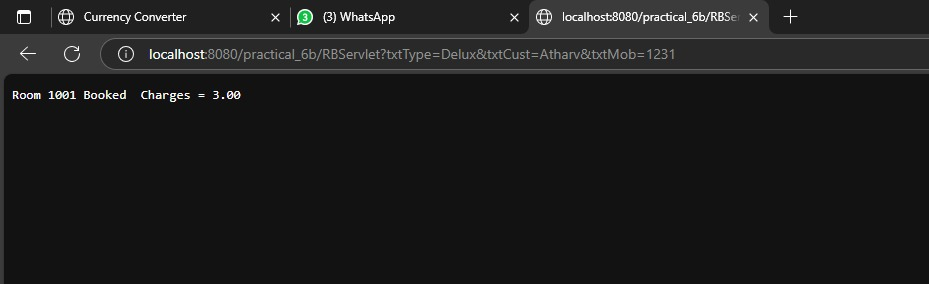 Currency Converter
3
(3) WhatsApp
localhost:8080/practical_6b/RBSe
localhost:8080/practical_6b/RBServlet?txtType=Delux&txtCust=Atharv&txtMob=1231
Room 1001 Booked  Charges = 3.00